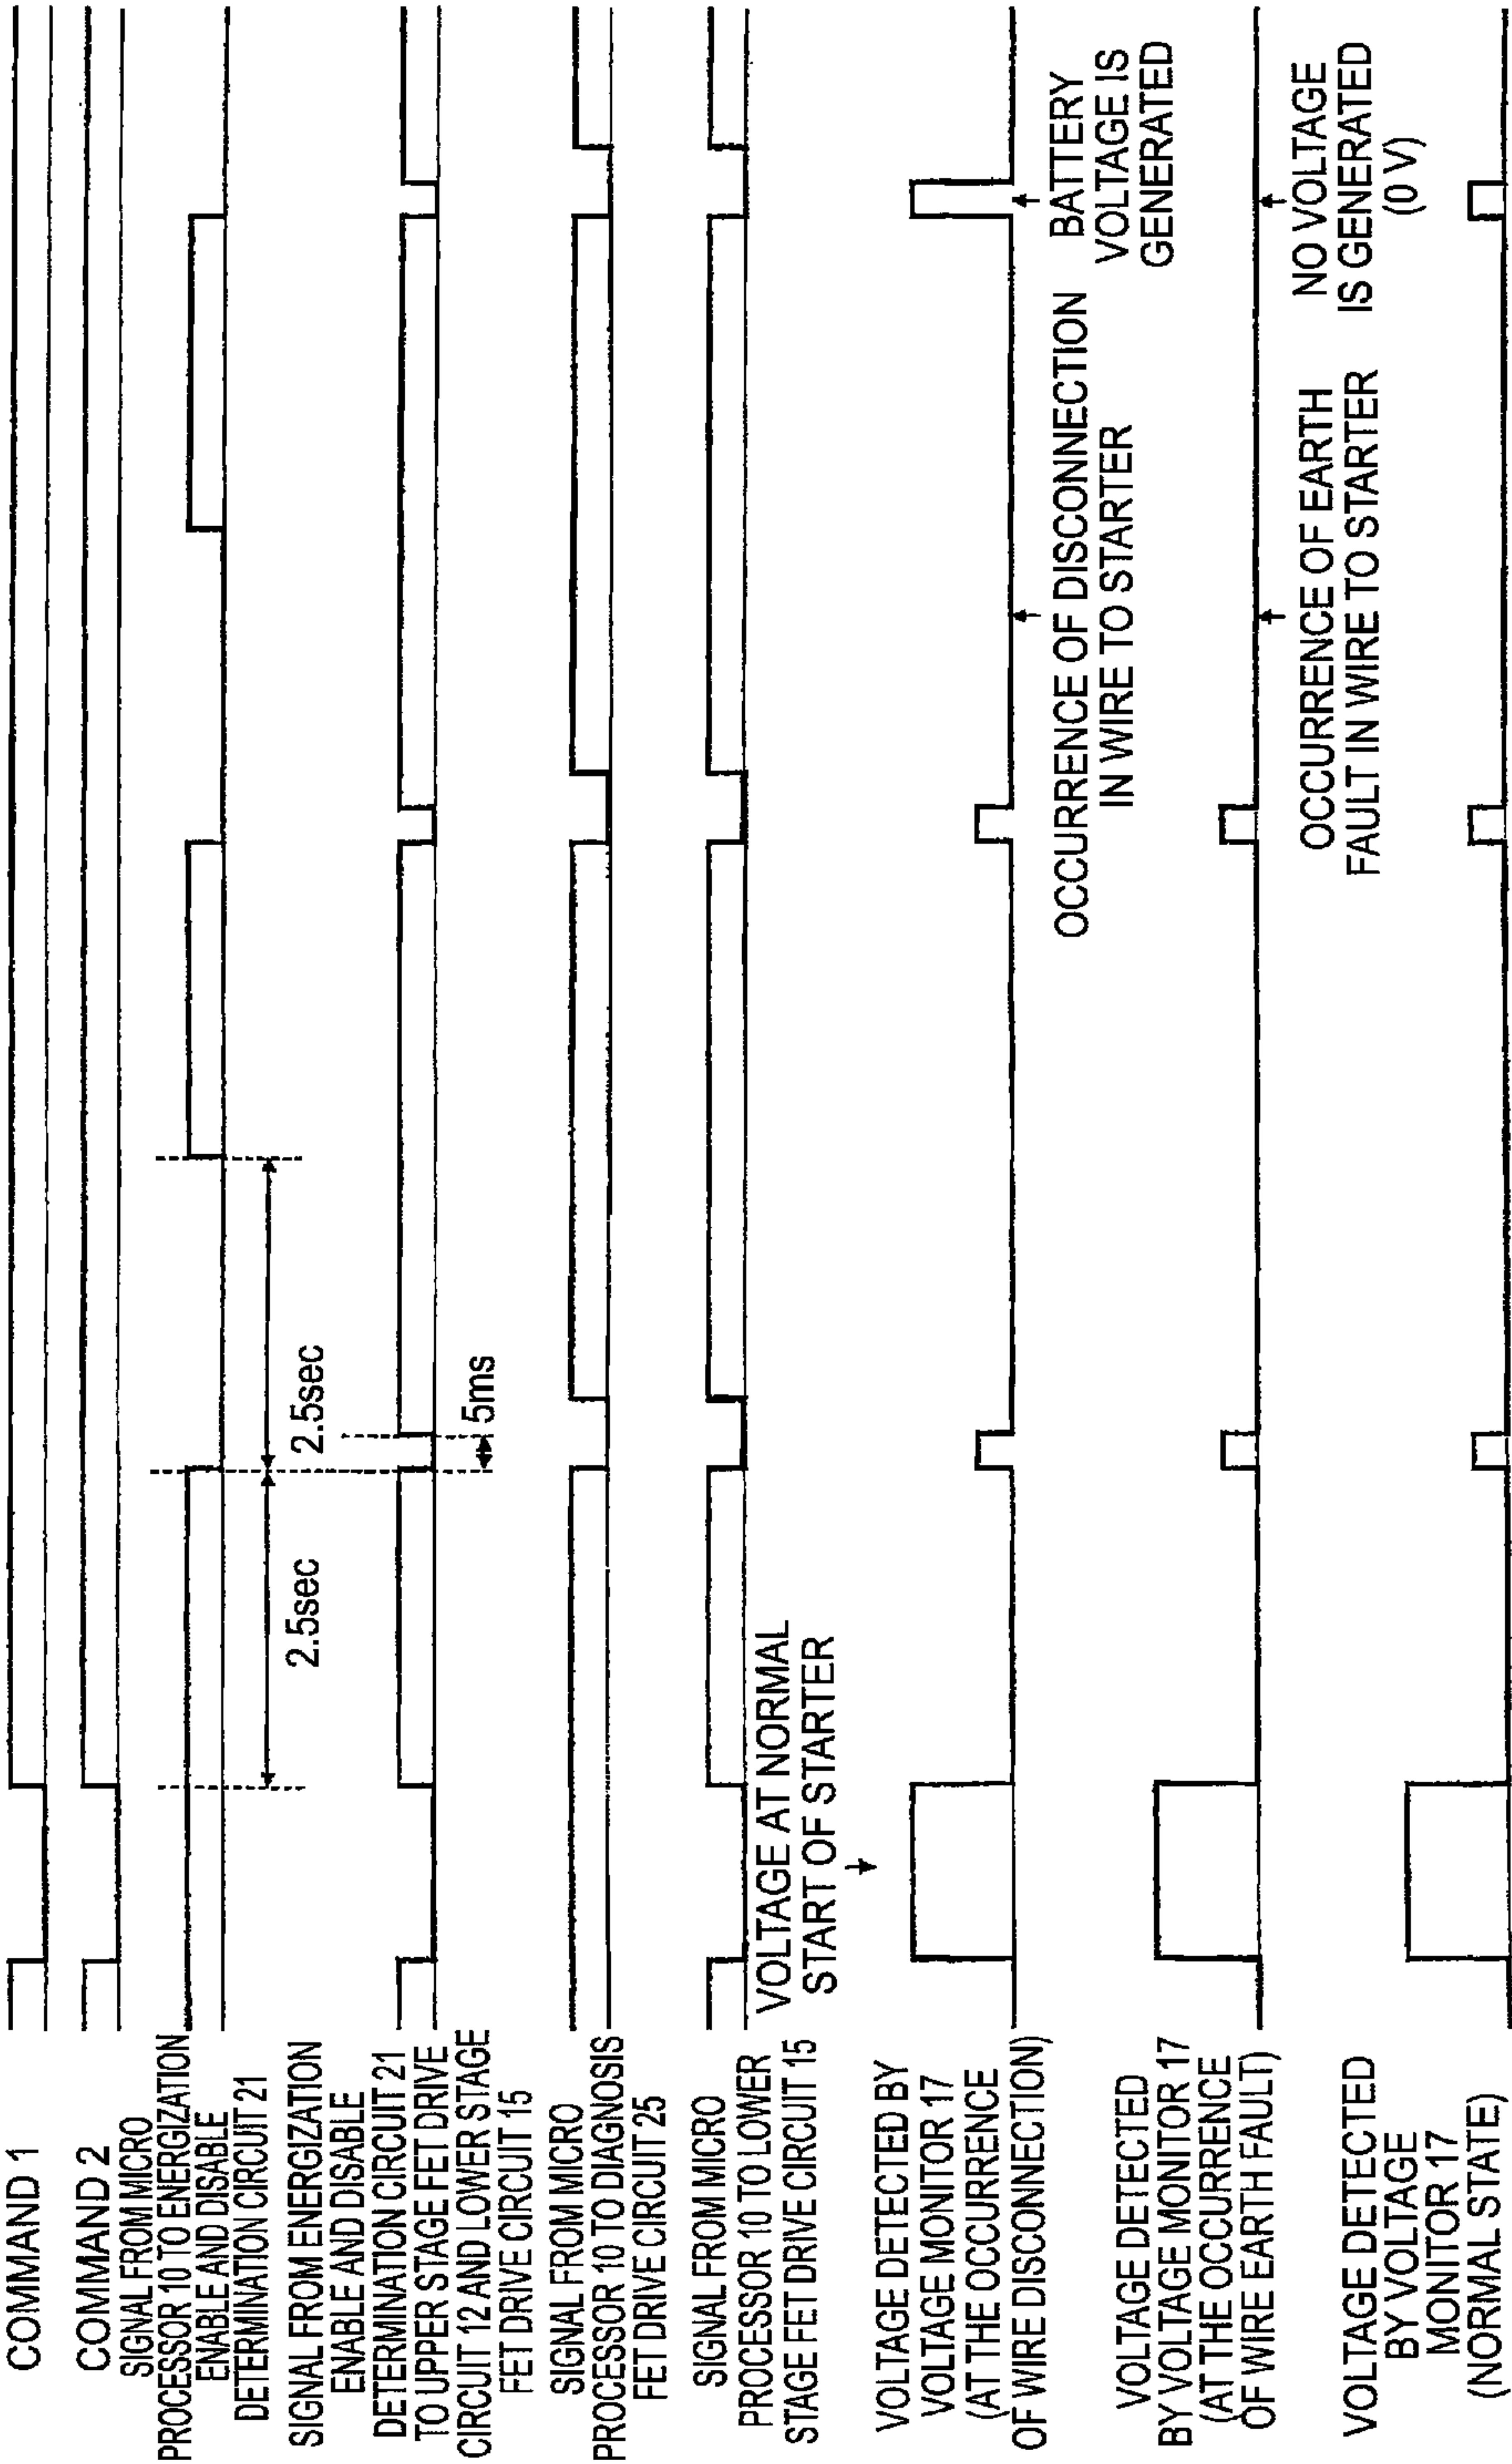 COMMAND 1
COMMAND 2
SIGNAL FROM MICRO
PROCESSOR 10 TO ENERGIZATION
ENABLE AND DISABLE
DETERMINATION CIRCUIT 21
2.5sec
2.5sec
SIGNAL FROM ENERGIZATION
ENABLE AND DISABLE
DETERMINATION CIRCUIT 21
TO UPPER STAGE FET DRIVE
CIRCUIT 12 AND LOWER STAGE
FET DRIVE CIRCUIT 15
5ms
SIGNAL FROM MICRO
PROCESSOR 10 TO DIAGNOSIS
FET DRIVE CIRCUIT 25
SIGNAL FROM MICRO
PROCESSOR 10 TO LOWER
STAGE FET DRIVE CIRCUIT 15
VOLTAGE AT NORMAL
START OF STARTER
VOLTAGE DETECTED BY
VOLTAGE MONITOR 17
(AT THE OCCURRENCE
OF WIRE DISCONNECTION)
OCCURRENCE OF DISCONNECTION
IN WIRE TO STARTER
BATTERY
VOLTAGE IS
GENERATED
VOLTAGE DETECTED
BY VOLTAGE MONITOR 17
(AT THE OCCURRENCE
OF WIRE EARTH FAULT)
OCCURRENCE OF EARTH
FAULT IN WIRE TO STARTER
NO VOLTAGE
IS GENERATED
(0 V)
VOLTAGE DETECTED
BY VOLTAGE
MONITOR 17
(NORMAL STATE)